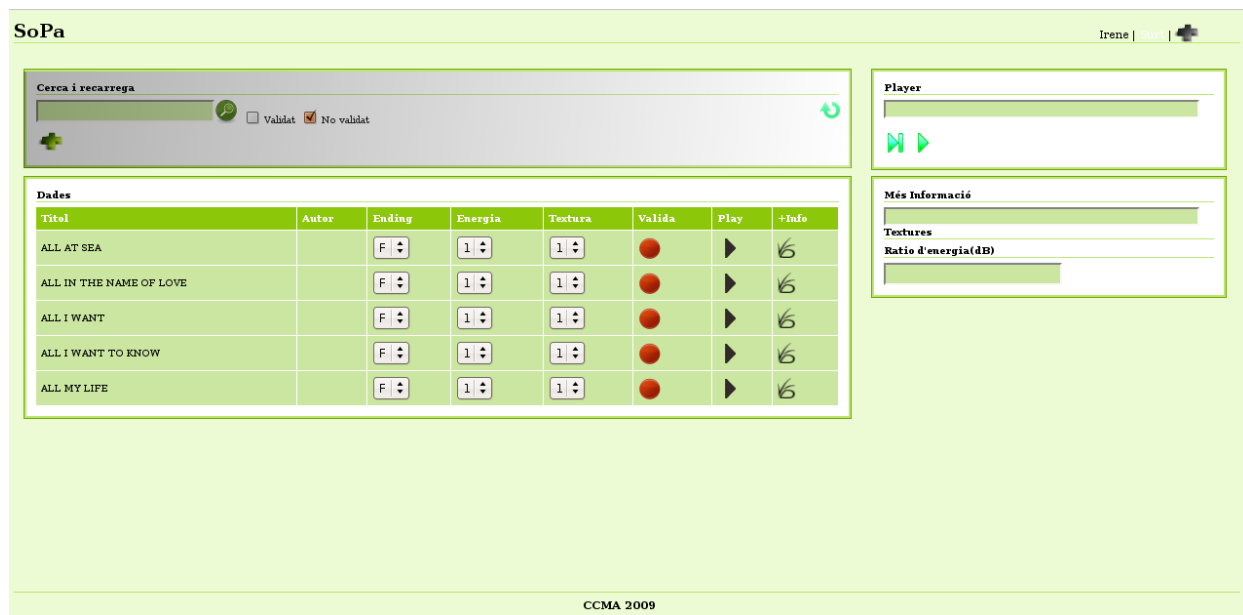 SoPa
Irene | Surt |
Cerca i recarrega
Validat No validat
Player
Dades
Títol Autor Ending Energia Textura Valida Play +Info
ALL AT SEA F 1 1
ALL IN THE NAME OF LOVE F 1 1
ALL I WANT F 1 1
ALL I WANT TO KNOW F 1 1
ALL MY LIFE F 1 1
Més Informació
Textures
Ratio d'energia(dB)
CCMA 2009